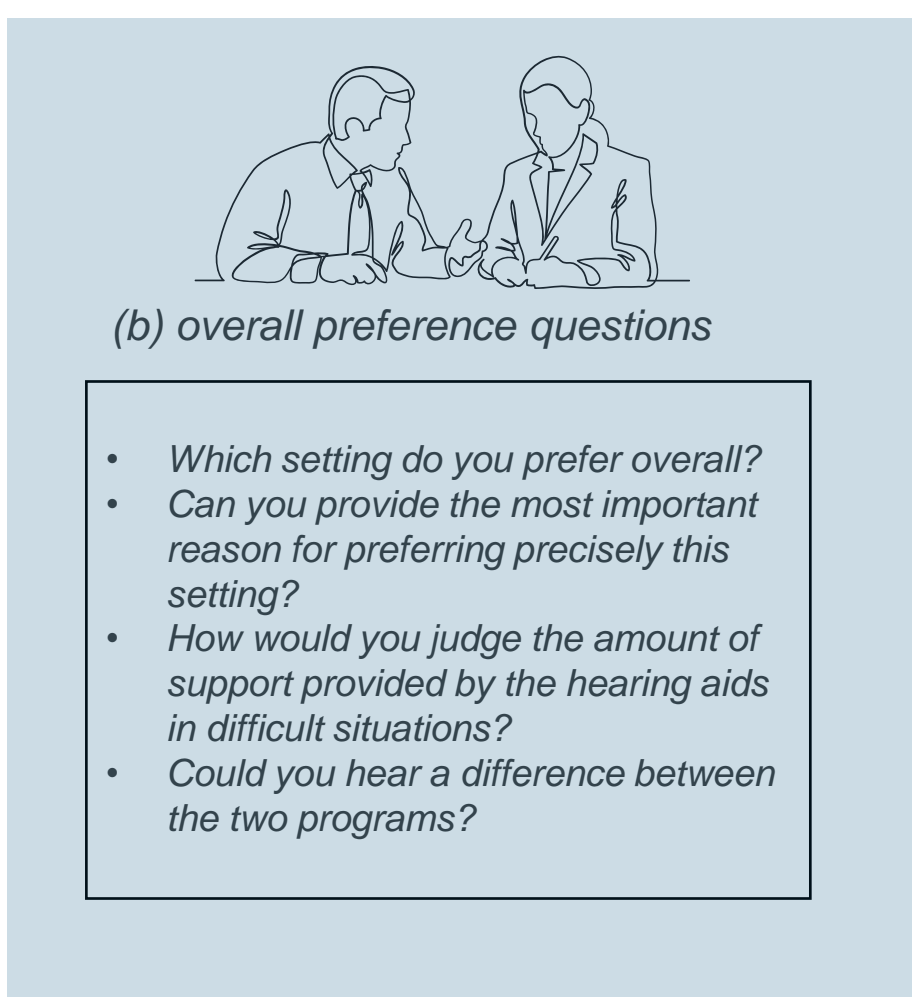 (b) overall preference questions
• Which setting do you prefer overall?
• Can you provide the most important
reason for preferring precisely this
setting?
• How would you judge the amount of
support provided by the hearing aids
in difficult situations?
• Could you hear a difference between
the two programs?